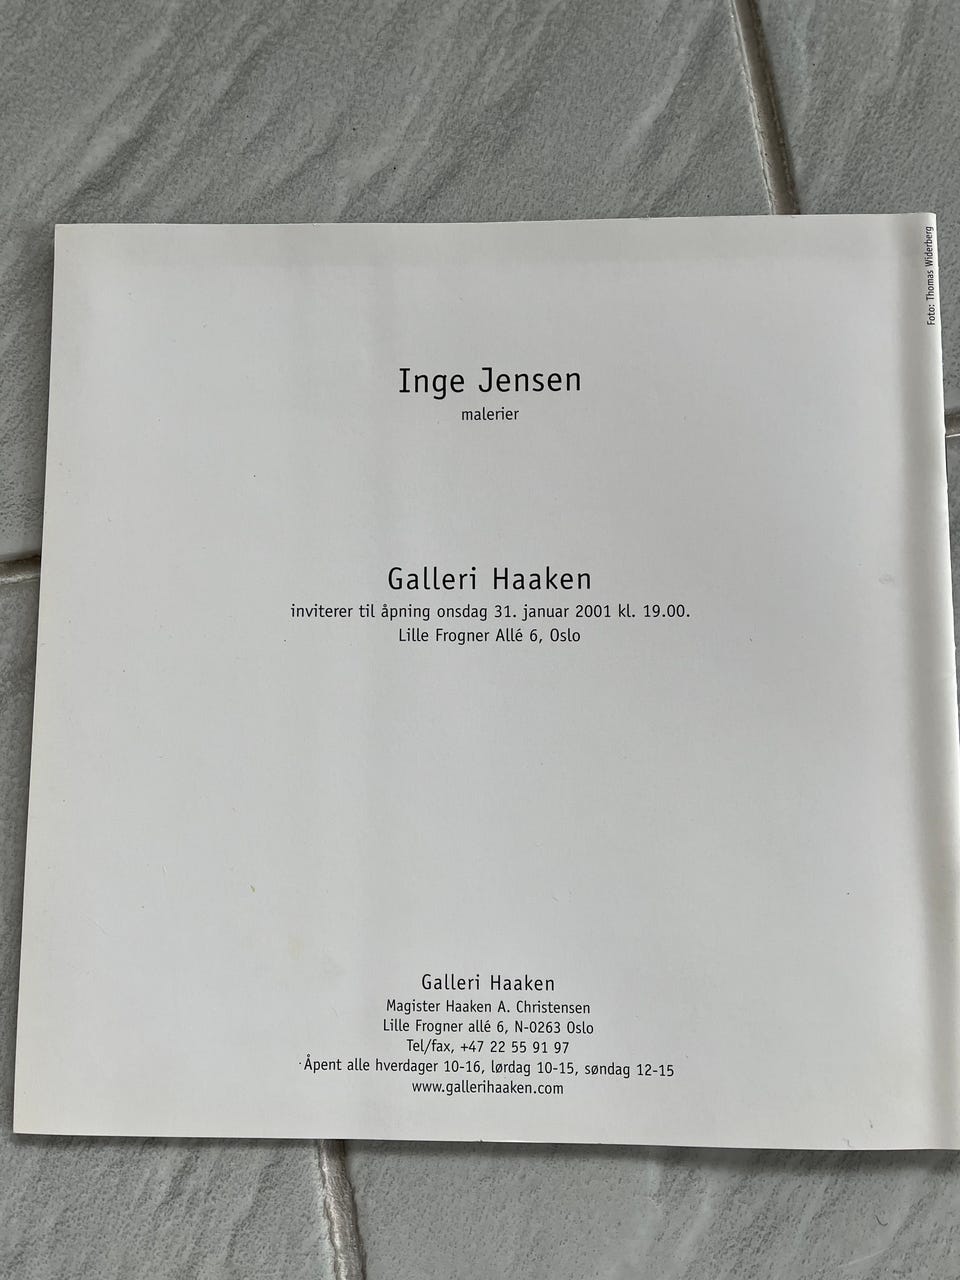 Foto: Thomas Widerberg
Inge Jensen
malerier
Galleri Haaken
inviterer til åpning onsdag 31. januar 2001 kl. 19.00.
Lille Frogner Allé 6, Oslo
Galleri Haaken
Magister Haaken A. Christensen
Lille Frogner allé 6, N-0263 Oslo
Tel/fax, +47 22 55 91 97
Åpent alle hverdager 10-16, lørdag 10-15, søndag 12-15
www.gallerihaaken.com